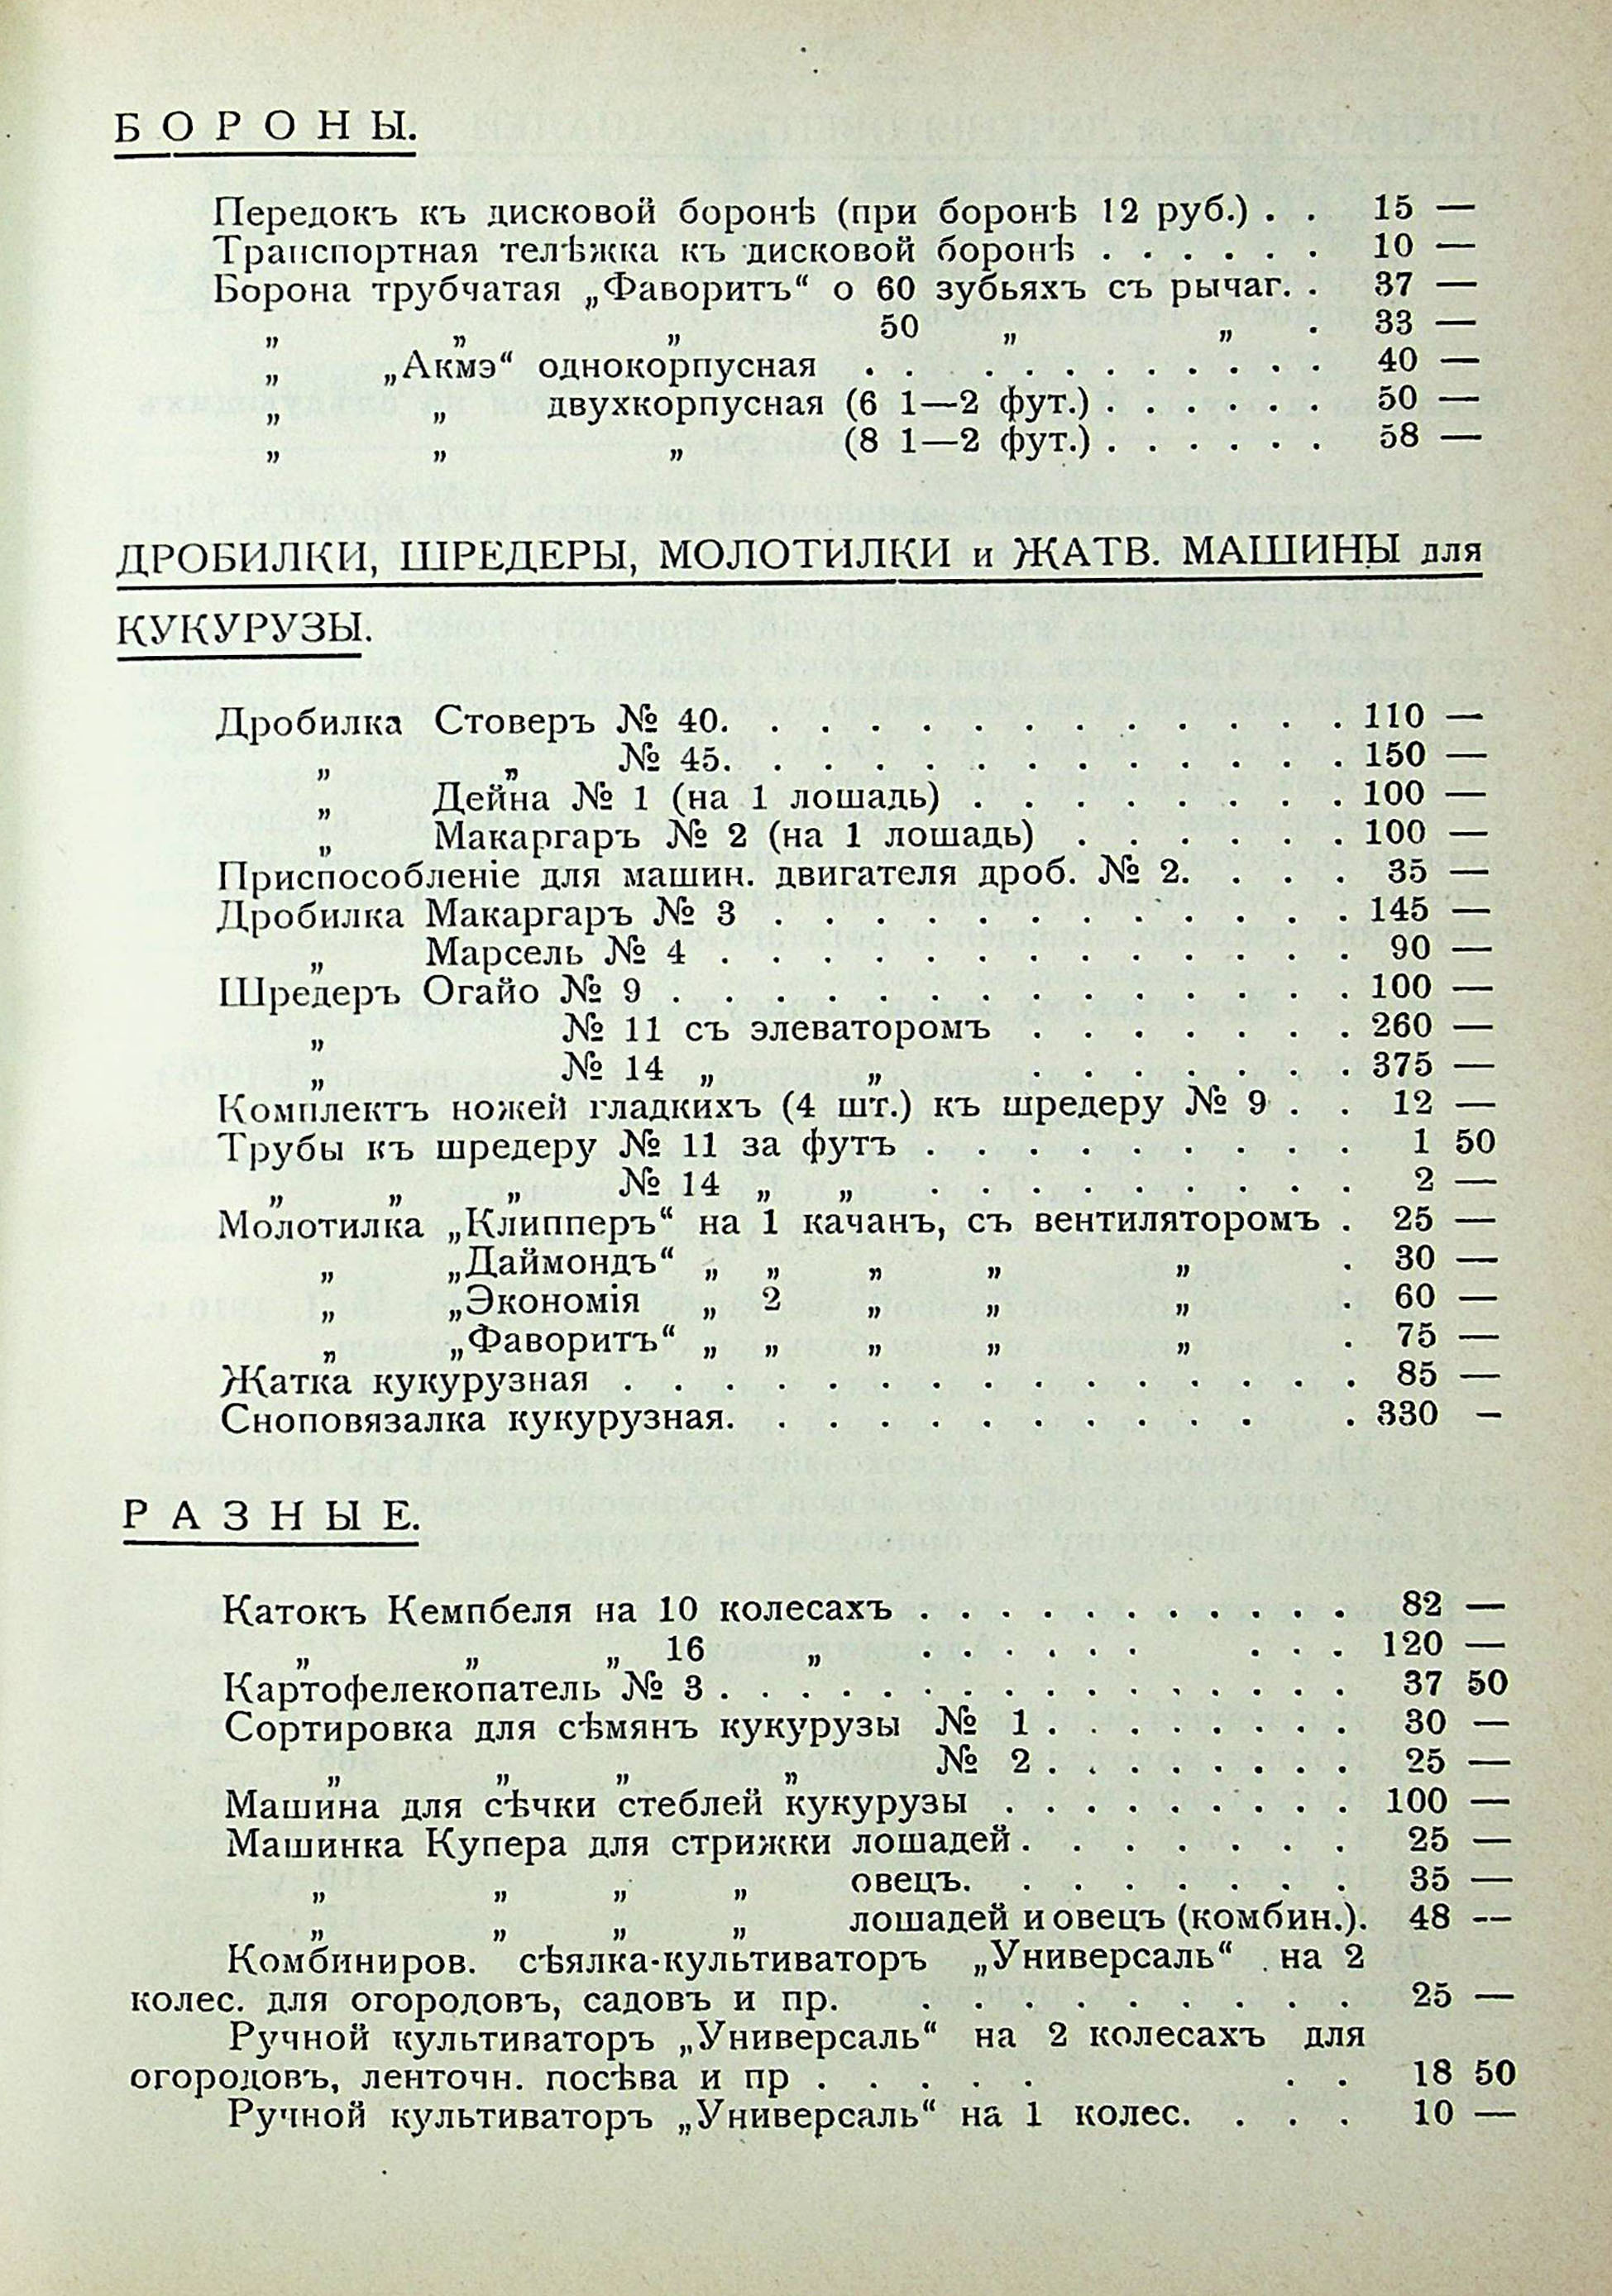 БОРОНЫ.
Передокъ къ дисковой боронѣ (при боронѣ 12 руб.) . . 15 —
Транспортная телѣжка къ дисковой боронѣ . . . . . . 10 —
Борона трубчатая „Фаворитъ“ о 60 зубьяхъ съ рычаг. . 37 —
„ „ „ 50 „ „ . 33 —
„ „Акмэ“ однокорпусная . . . . . . . . . 40 —
„ „ двухкорпусная (6 1—2 фут.) . . . . . . 50 —
„ „ „ (8 1—2 фут.) . . . . . . 58 —
ДРОБИЛКИ, ШРЕДЕРЫ, МОЛОТИЛКИ и ЖАТВ. МАШИНЫ для
КУКУРУЗЫ.
Дробилка Стоверъ № 40. . . . . . . . . . . . . 110 —
„ „ № 45. . . . . . . . . . . . . 150 —
„ Дейна № 1 (на 1 лошадь) . . . . . . . . 100 —
„ Макаргаръ № 2 (на 1 лошадь) . . . . . . 100 —
Приспособленіе для машин. двигателя дроб. № 2. . . . 35 —
Дробилка Макаргаръ № 3 . . . . . . . . . . . . 145 —
„ Марсель № 4 . . . . . . . . . . . . . 90 —
Шредеръ Огайо № 9 . . . . . . . . . . . . . . 100 —
„ № 11 съ элеваторомъ . . . . . . . 260 —
„ № 14 „ „ . . . . . . . 375 —
Комплектъ ножей гладкихъ (4 шт.) къ шредеру № 9 . . 12 —
Трубы къ шредеру № 11 за футъ . . . . . . . . . 1 50
„ „ „ № 14 „ „ . . . . . . . . . 2 —
Молотилка „Клипперъ“ на 1 качанъ, съ вентиляторомъ . 25 —
„ „Даймондъ“ „ „ „ „ „ . 30 —
„ „Экономія „ 2 „ „ „ . 60 —
„ „Фаворитъ“ „ „ „ „ „ . 75 —
Жатка кукурузная . . . . . . . . . . . . . . . 85 —
Сноповязалка кукурузная. . . . . . . . . . . . 330 —
РАЗНЫЕ.
Катокъ Кемпбеля на 10 колесахъ . . . . . . . . . . . 82 —
„ „ „ 16 „ . . . . . . . . 120 —
Картофелекопатель № 3 . . . . . . . . . . . . . . . . 37 50
Сортировка для сѣмянъ кукурузы № 1 . . . . . . . . 30 —
„ „ „ „ № 2 . . . . . . . . 25 —
Машина для сѣчки стеблей кукурузы . . . . . . . . . 100 —
Машинка Купера для стрижки лошадей . . . . . . . 25 —
„ „ „ „ овецъ. . . . . . . . 35 —
„ „ „ „ лошадей и овецъ (комбин.). 48 —
Комбиниров. сѣялка-культиваторъ „Универсаль“ на 2
колес. для огородовъ, садовъ и пр. . . . . . . . . . 25 —
Ручной культиваторъ „Универсаль“ на 2 колесахъ для
огородовъ, ленточн. посѣва и пр . . . . . . . 18 50
Ручной культиваторъ „Универсаль“ на 1 колес. . . . 10 —